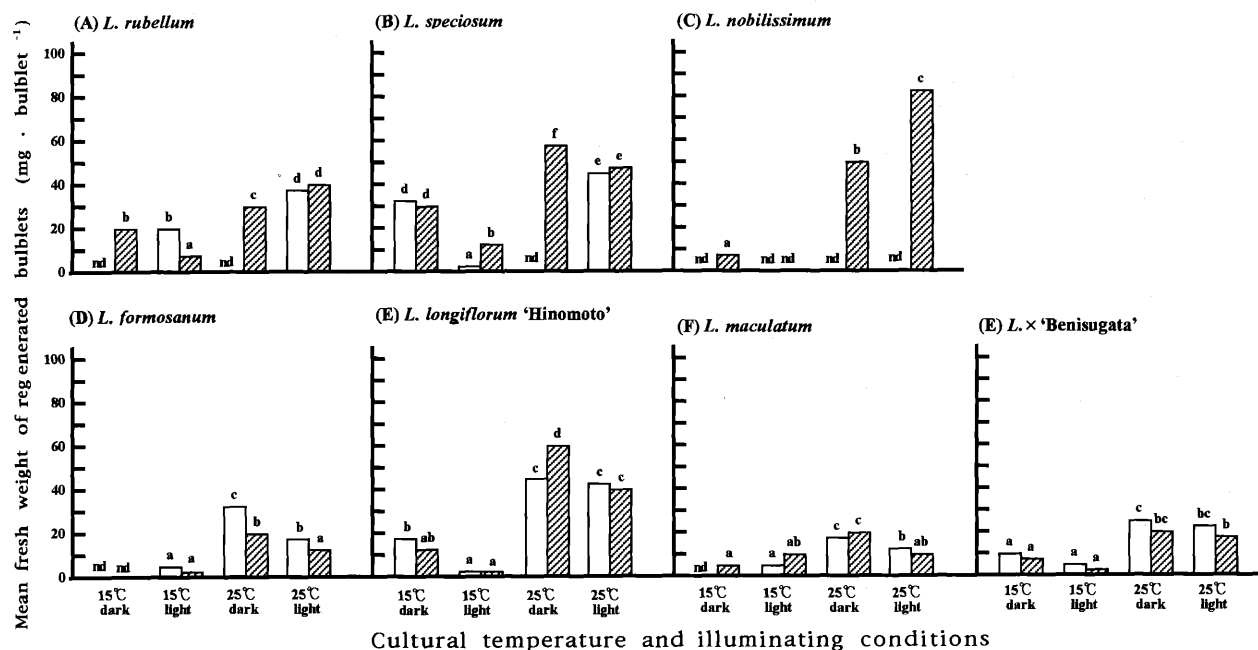 (A) L. rubellum
(B) L. speciosum
(C) L. nobilissimum
Mean fresh weight of reg enerated bulblets (mg · bulblet -1)
100
80
60
40
20
0
nd b b a nd c d d
d d a b nd f e e
nd a nd nd nd b nd c
(D) L. formosanum
(E) L. longiflorum 'Hinomoto'
(F) L. maculatum
(E) L. × 'Benisugata'
100
80
60
40
20
0
nd nd a a c b b a
b ab a a c d c c
nd a a ab c c b ab
a a a a c bc bc b
15℃ 15℃ 25℃ 25℃
dark light dark light
15℃ 15℃ 25℃ 25℃
dark light dark light
15℃ 15℃ 25℃ 25℃
dark light dark light
15℃ 15℃ 25℃ 25℃
dark light dark light
Cultural temperature and illuminating conditions